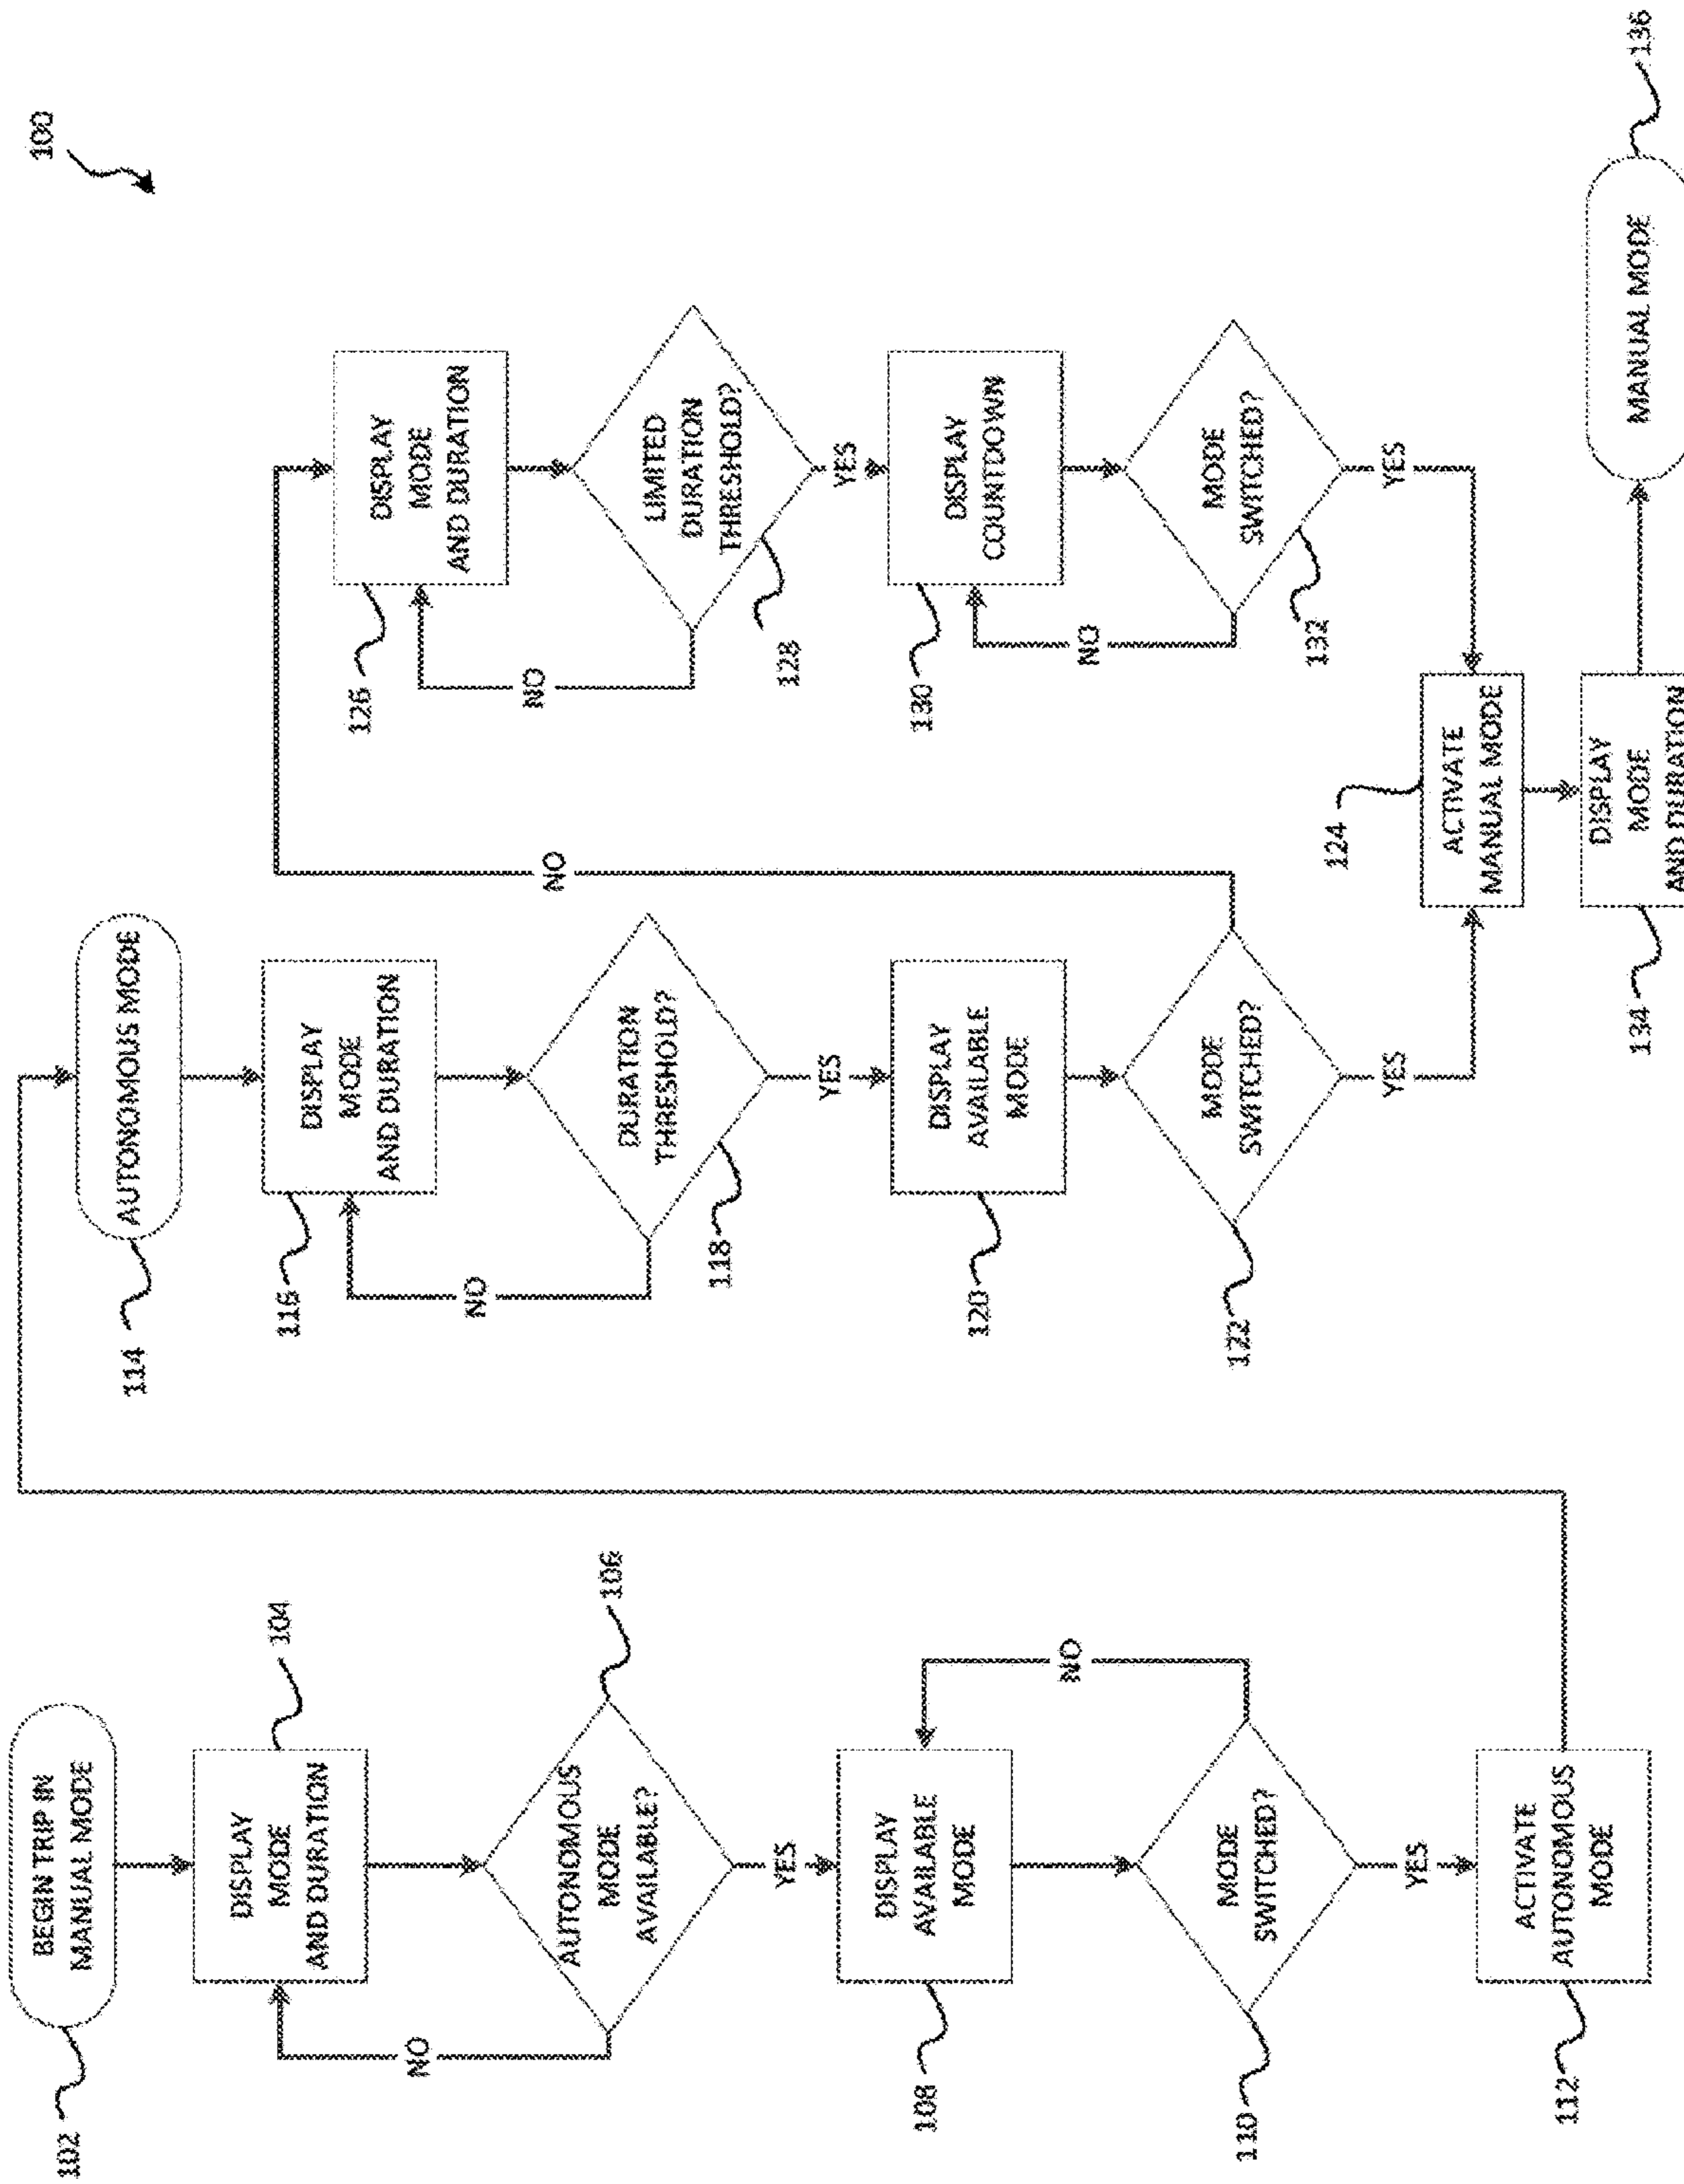 100
BEGIN TRIP IN
MANUAL MODE
102
DISPLAY
MODE
AND DURATION
104
AUTONOMOUS
MODE
AVAILABLE?
106
NO
YES
DISPLAY
AVAILABLE
MODE
108
MODE
SWITCHED?
110
NO
YES
ACTIVATE
AUTONOMOUS
MODE
112
AUTONOMOUS MODE
114
DISPLAY
MODE
AND DURATION
116
DURATION
THRESHOLD?
118
NO
YES
DISPLAY
AVAILABLE
MODE
120
MODE
SWITCHED?
122
NO
YES
ACTIVATE
MANUAL MODE
124
DISPLAY
MODE
AND DURATION
126
LIMITED
DURATION
THRESHOLD?
128
NO
YES
DISPLAY
COUNTDOWN
130
MODE
SWITCHED?
132
NO
YES
DISPLAY
MODE
AND DURATION
134
MANUAL MODE
136